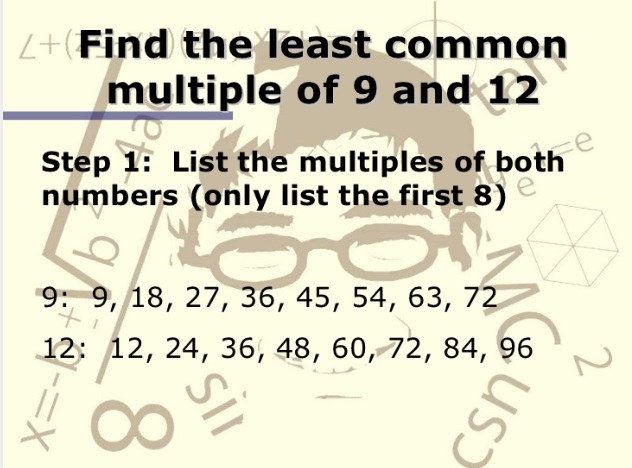 Find the least common
multiple of 9 and 12
Step 1: List the multiples of both
numbers (only list the first 8)
9: 9, 18, 27, 36, 45, 54, 63, 72
12: 12, 24, 36, 48, 60, 72, 84, 96